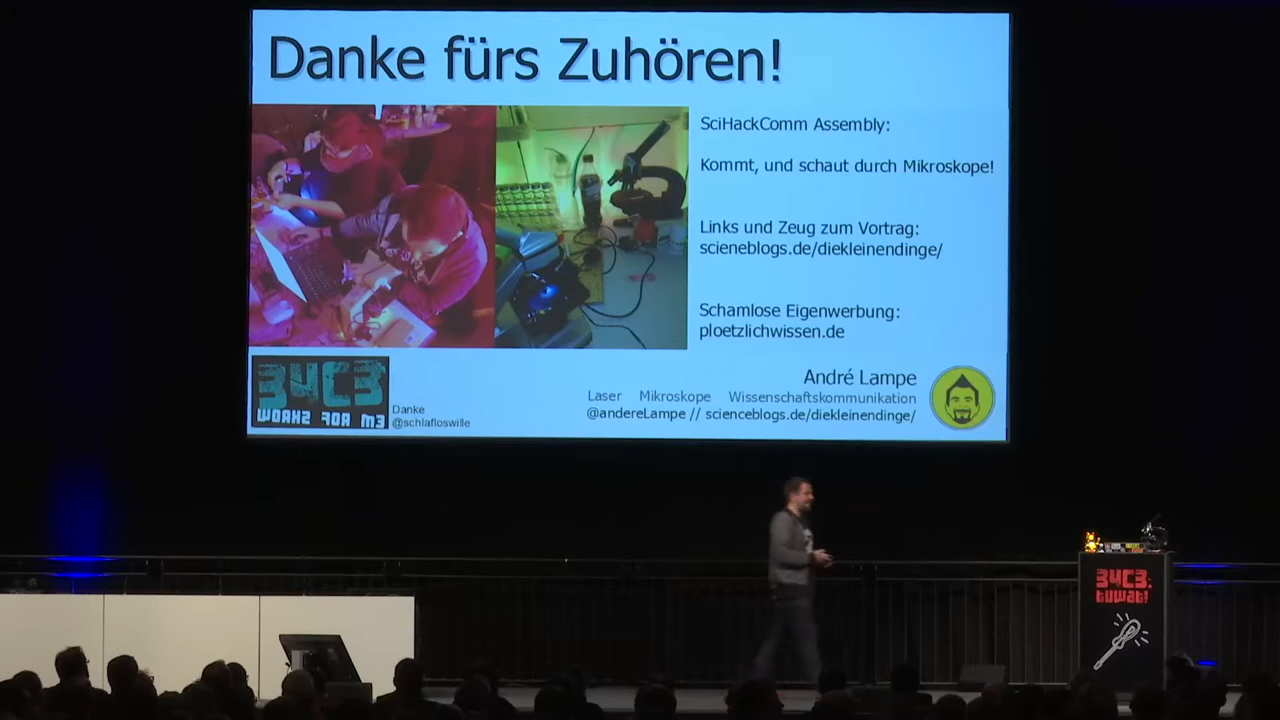 Danke fürs Zuhören!
SciHackComm Assembly:
Kommt, und schaut durch Mikroskope!
Links und Zeug zum Vortrag:
scieneblogs.de/diekleinendinge/
Schamlose Eigenwerbung:
ploetzlichwissen.de
34C3
WORKS FOR M3
Danke
@schlafloswille
André Lampe
Laser Mikroskope Wissenschaftskommunikation
@andereLampe // scienceblogs.de/diekleinendinge/
34C3:
tuwat!